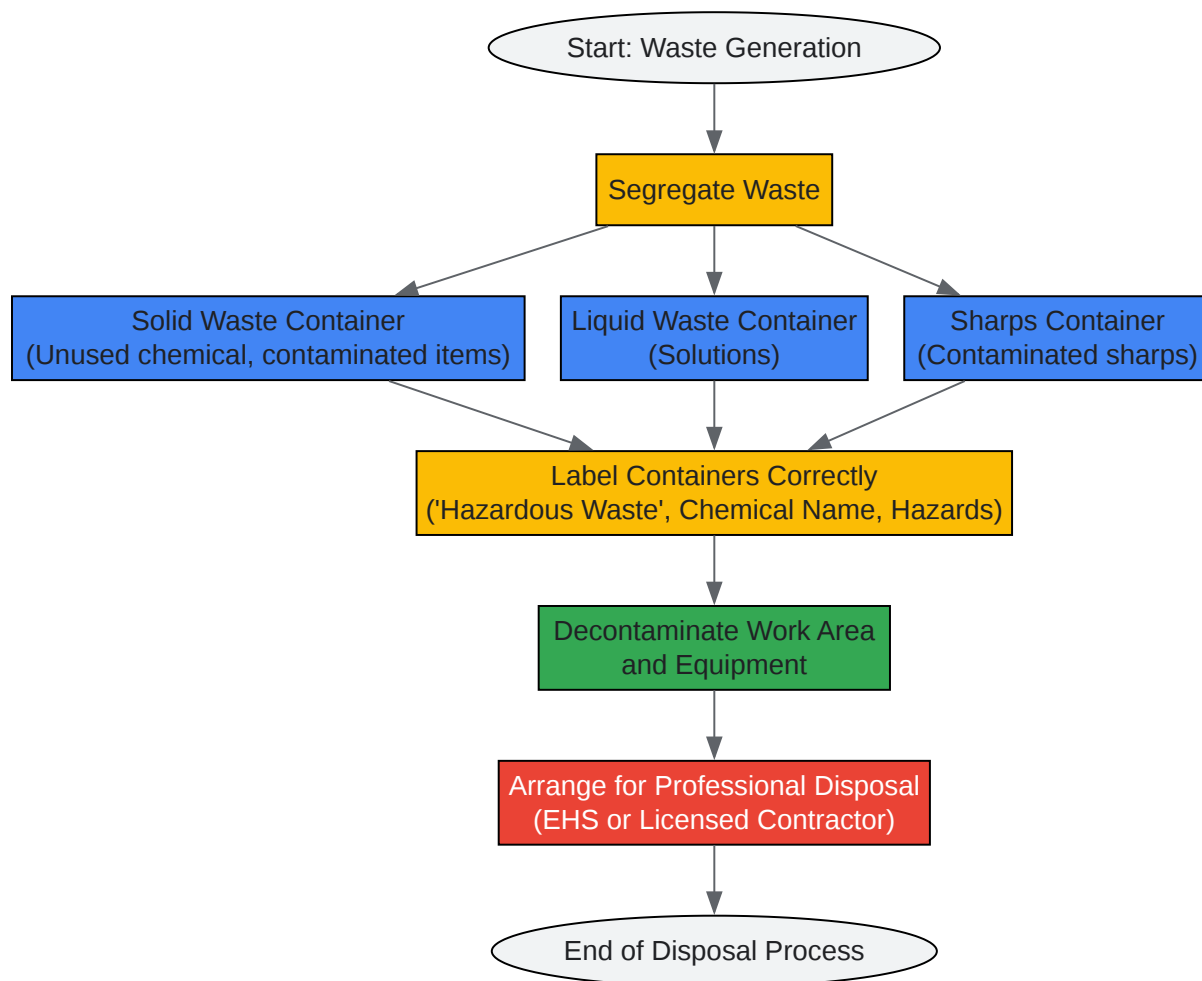 Start: Waste Generation
Segregate Waste
Solid Waste Container
(Unused chemical, contaminated items)
Liquid Waste Container
(Solutions)
Sharps Container
(Contaminated sharps)
Label Containers Correctly
('Hazardous Waste', Chemical Name, Hazards)
Decontaminate Work Area
and Equipment
Arrange for Professional Disposal
(EHS or Licensed Contractor)
End of Disposal Process